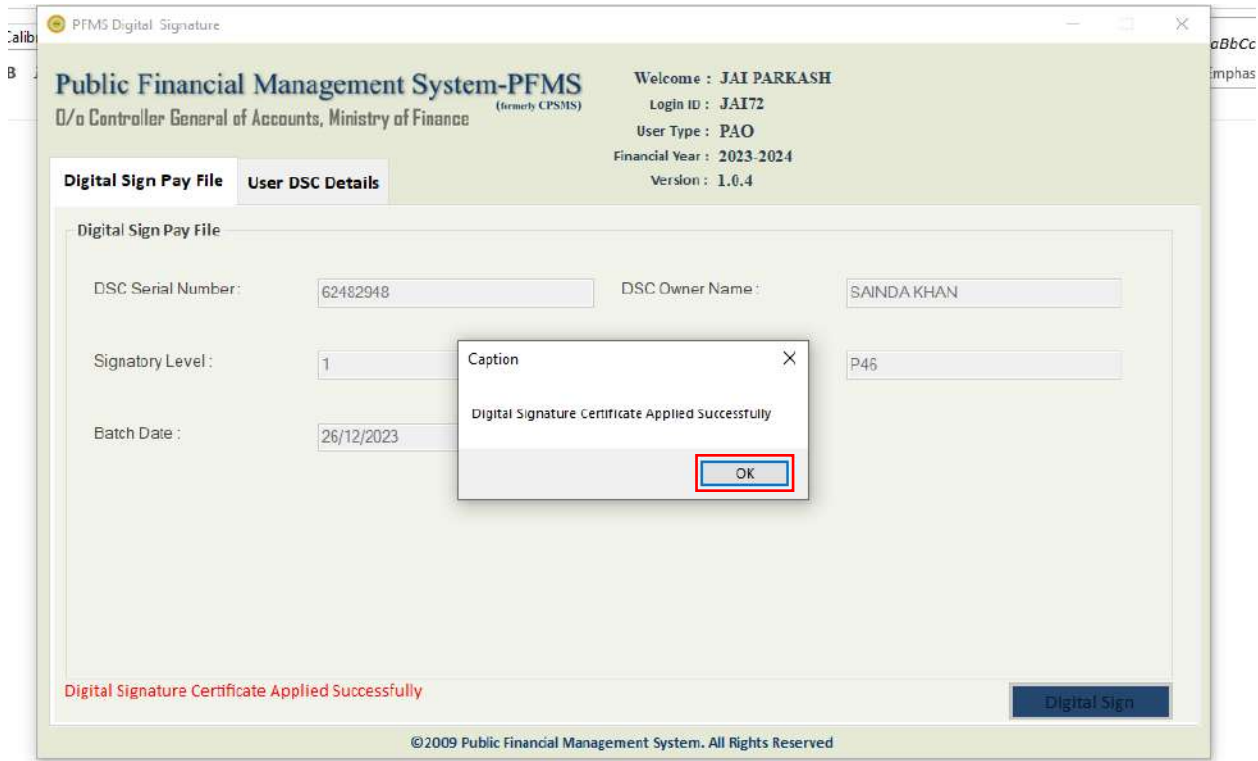 PFMS Digital Signature
B
aBbCc
Public Financial Management System-PFMS
(formerly CPSMS)
O/o Controller General of Accounts, Ministry of Finance
Welcome : JAI PARKASH
Login ID : JAI72
User Type : PAO
Financial Year : 2023-2024
Version : 1.0.4
Digital Sign Pay File User DSC Details
Digital Sign Pay File
DSC Serial Number: 62482948 DSC Owner Name : SAINDA KHAN
Signatory Level : 1 P46
Batch Date : 26/12/2023
Caption
Digital Signature Certificate Applied Successfully
OK
Digital Signature Certificate Applied Successfully
Digital Sign
©2009 Public Financial Management System. All Rights Reserved